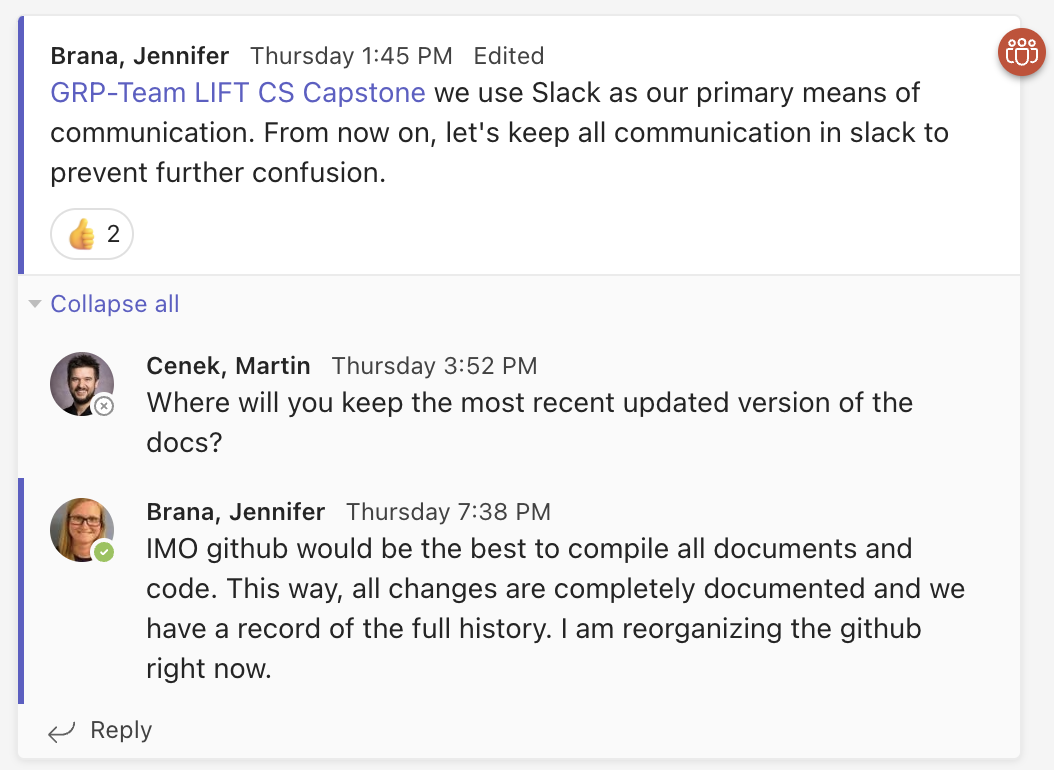 Brana, Jennifer Thursday 1:45 PM Edited
GRP-Team LIFT CS Capstone we use Slack as our primary means of
communication. From now on, let's keep all communication in slack to
prevent further confusion.
👍 2
Collapse all
Cenek, Martin Thursday 3:52 PM
Where will you keep the most recent updated version of the
docs?
Brana, Jennifer Thursday 7:38 PM
IMO github would be the best to compile all documents and
code. This way, all changes are completely documented and we
have a record of the full history. I am reorganizing the github
right now.
Reply